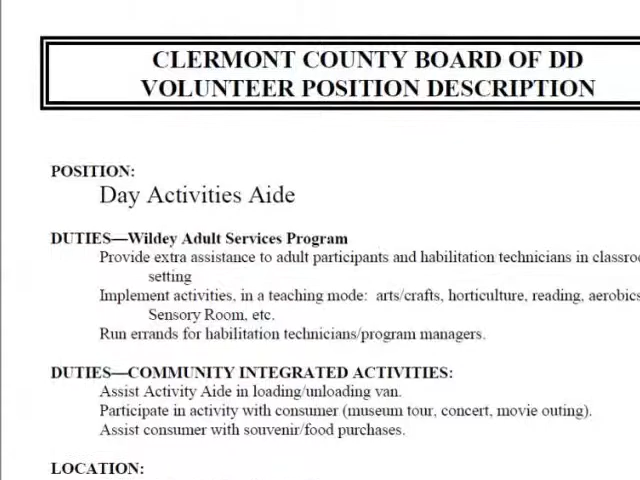 CLERMONT COUNTY BOARD OF DD
VOLUNTEER POSITION DESCRIPTION
POSITION:
Day Activities Aide
DUTIES—Wildey Adult Services Program
Provide extra assistance to adult participants and habilitation technicians in
setting
Implement activities, in a teaching mode: arts/crafts, horticulture, reading, aerobics
Sensory Room, etc.
Run errands for habilitation technicians/program managers.
DUTIES—COMMUNITY INTEGRATED ACTIVITIES:
Assist Activity Aide in loading/unloading van.
Participate in activity with consumer (museum tour, concert, movie outing).
Assist consumer with souvenir/food purchases.
LOCATION: